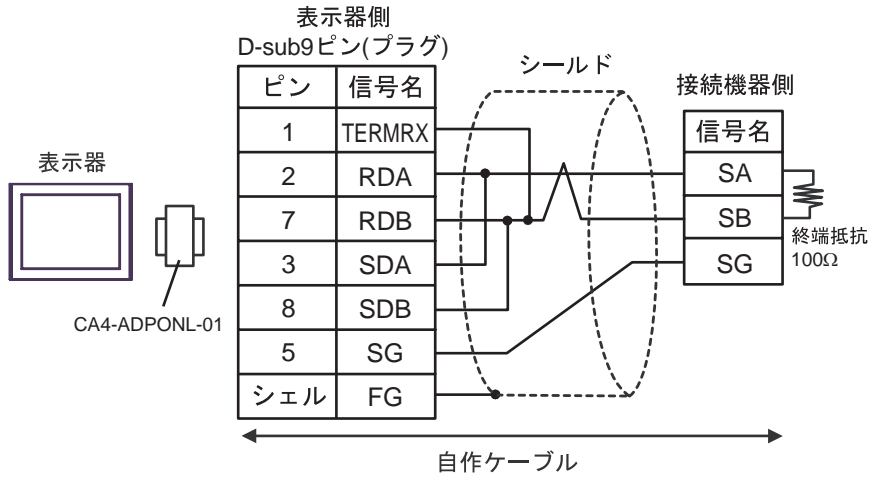 表示器側
D-sub9ピン(プラグ)
シールド
接続機器側
ピン 信号名
信号名
1 TERMRX
2 RDA
SA
7 RDB
SB
3 SDA
SG
8 SDB
5 SG
シェル FG
表示器
CA4-ADPONL-01
終端抵抗
100Ω
自作ケーブル